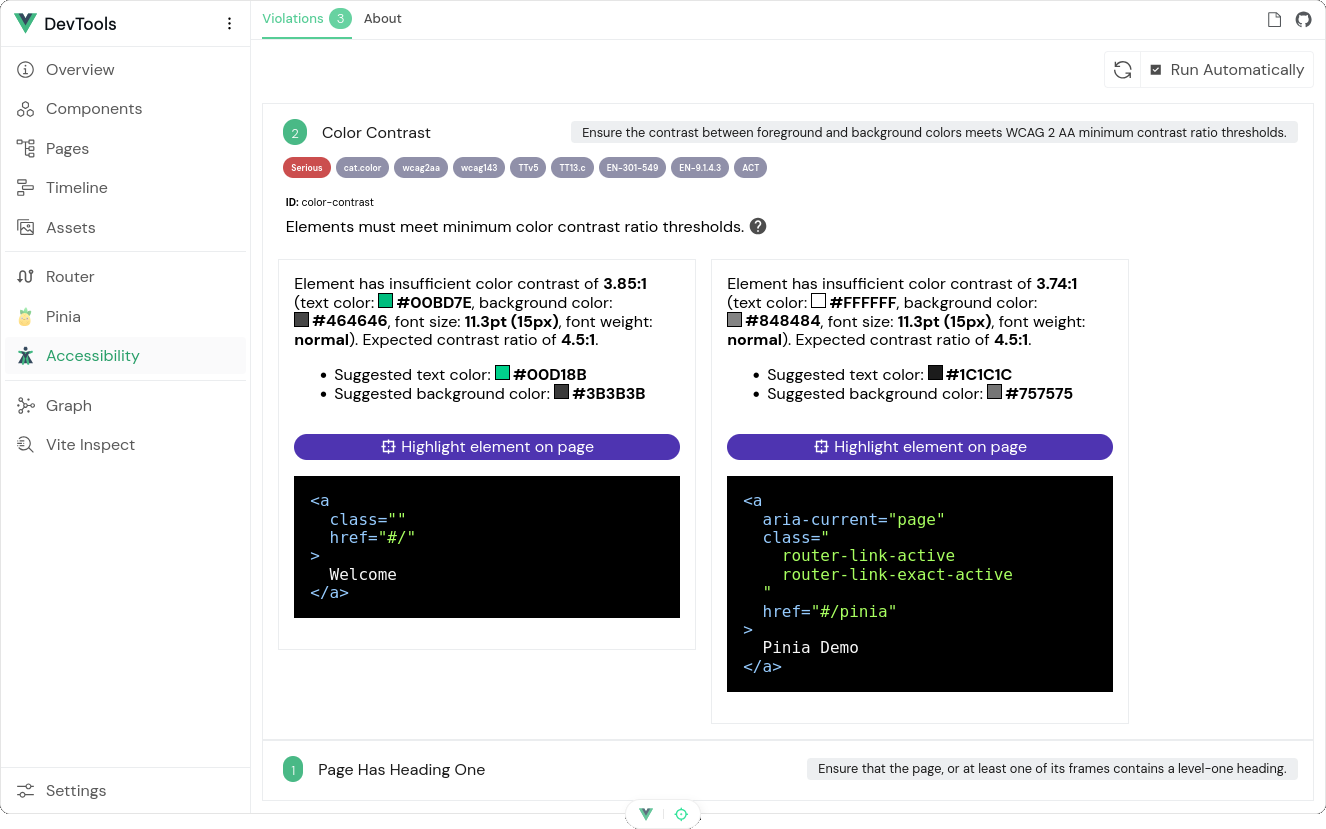 DevTools
Overview
Components
Pages
Timeline
Assets
Router
Pinia
Accessibility
Graph
Vite Inspect
Settings
Violations 3 About
Run Automatically
2 Color Contrast
Ensure the contrast between foreground and background colors meets WCAG 2 AA minimum contrast ratio thresholds.
Serious cat.color wcag2aa wcag143 TTv5 TT13.c EN-301-549 EN-9.1.4.3 ACT
ID: color-contrast
Elements must meet minimum color contrast ratio thresholds. ?
Element has insufficient color contrast of 3.85:1
(text color: #00BD7E, background color:
#464646, font size: 11.3pt (15px), font weight:
normal). Expected contrast ratio of 4.5:1.
• Suggested text color: #00D18B
• Suggested background color: #3B3B3B
Highlight element on page
<a
class=""
href="#/"
>
Welcome
</a>
Element has insufficient color contrast of 3.74:1
(text color: #FFFFFF, background color:
#848484, font size: 11.3pt (15px), font weight:
normal). Expected contrast ratio of 4.5:1.
• Suggested text color: #1C1C1C
• Suggested background color: #757575
Highlight element on page
<a
aria-current="page"
class="
router-link-active
router-link-exact-active
"
href="#/pinia"
>
Pinia Demo
</a>
1 Page Has Heading One
Ensure that the page, or at least one of its frames contains a level-one heading.